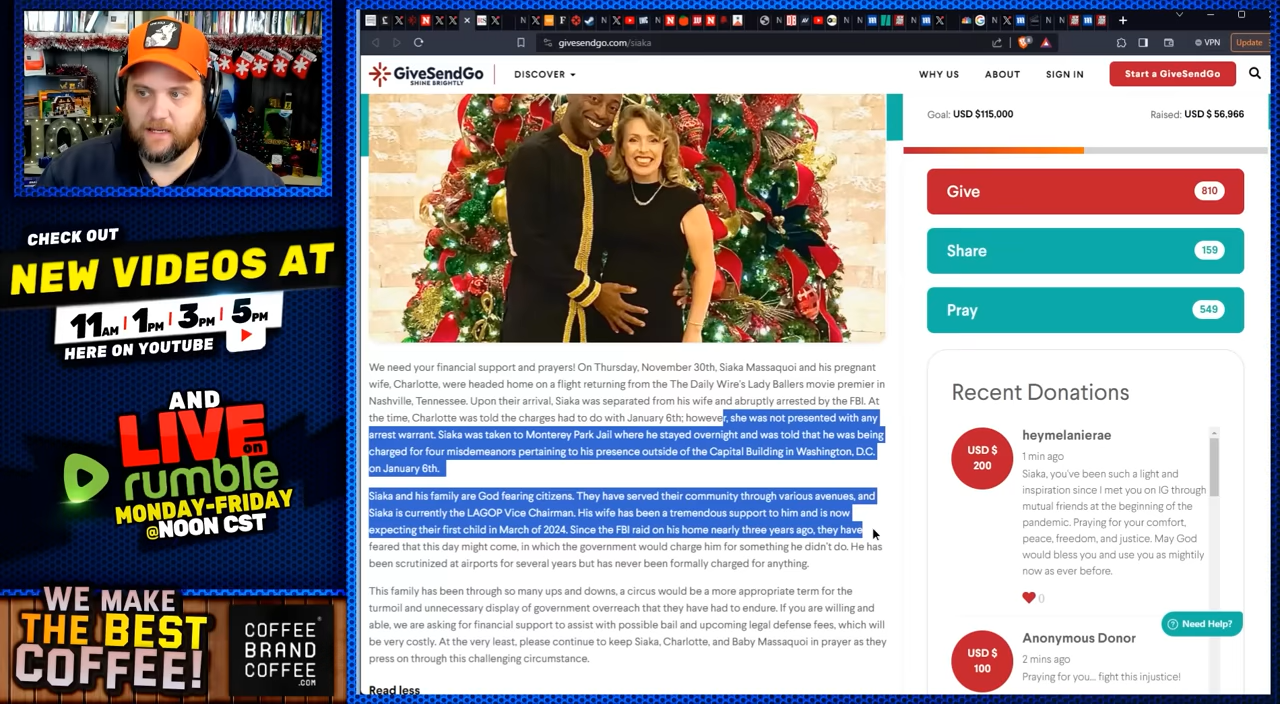 CHECK OUT
NEW VIDEOS AT
11AM | 1PM | 3PM | 5PM
HERE ON YOUTUBE
AND
LIVE
on
rumble
MONDAY-FRIDAY
@NOON CST
WE MAKE
THE BEST
COFFEE!
COFFEE
BRAND
COFFEE
.COM
givesendgo.com/siaka
VPN
Update
GiveSendGo
SHINE BRIGHTLY
DISCOVER
WHY US
ABOUT
SIGN IN
Start a GiveSendGo
Goal: USD $115,000
Raised: USD $ 56,966
Give 810
Share 159
Pray 549
We need your financial support and prayers! On Thursday, November 30th, Siaka Massaquoi and his pregnant
wife, Charlotte, were headed home on a flight returning from the The Daily Wire's Lady Ballers movie premier in
Nashville, Tennessee. Upon their arrival, Siaka was separated from his wife and abruptly arrested by the FBI. At
the time, Charlotte was told the charges had to do with January 6th; however, she was not presented with any
arrest warrant. Siaka was taken to Monterey Park Jail where he stayed overnight and was told that he was being
charged for four misdemeanors pertaining to his presence outside of the Capital Building in Washington, D.C.
on January 6th.
Siaka and his family are God fearing citizens. They have served their community through various avenues, and
Siaka is currently the LAGOP Vice Chairman. His wife has been a tremendous support to him and is now
expecting their first child in March of 2024. Since the FBI raid on his home nearly three years ago, they have
feared that this day might come, in which the government would charge him for something he didn't do. He has
been scrutinized at airports for several years but has never been formally charged for anything.
This family has been through so many ups and downs, a circus would be a more appropriate term for the
turmoil and unnecessary display of government overreach that they have had to endure. If you are willing and
able, we are asking for financial support to assist with possible bail and upcoming legal defense fees, which will
be very costly. At the very least, please continue to keep Siaka, Charlotte, and Baby Massaquoi in prayer as they
press on through this challenging circumstance.
Read less
Recent Donations
USD $
200
heymelanierae
1 min ago
Siaka, you've been such a light and
inspiration since I met you on IG through
mutual friends at the beginning of the
pandemic. Praying for your comfort,
peace, freedom, and justice. May God
would bless you and use you as mightily
now as ever before.
0
Need Help?
USD $
100
Anonymous Donor
2 mins ago
Praying for you... fight this injustice!